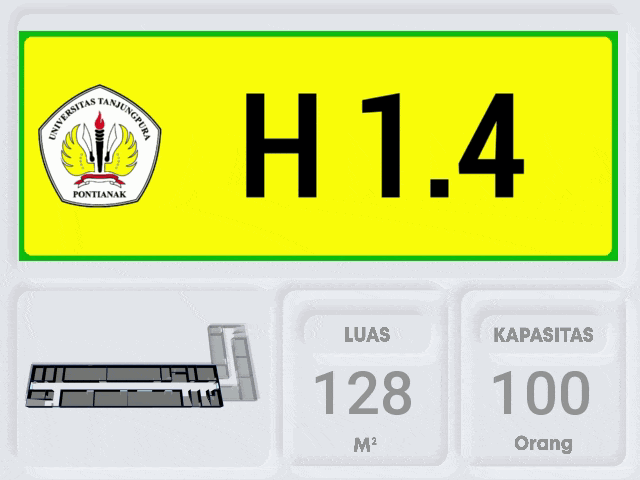 UNIVERSITAS TANJUNGPURA
PONTIANAK
H 1.4
LUAS
128
M²
KAPASITAS
100
Orang